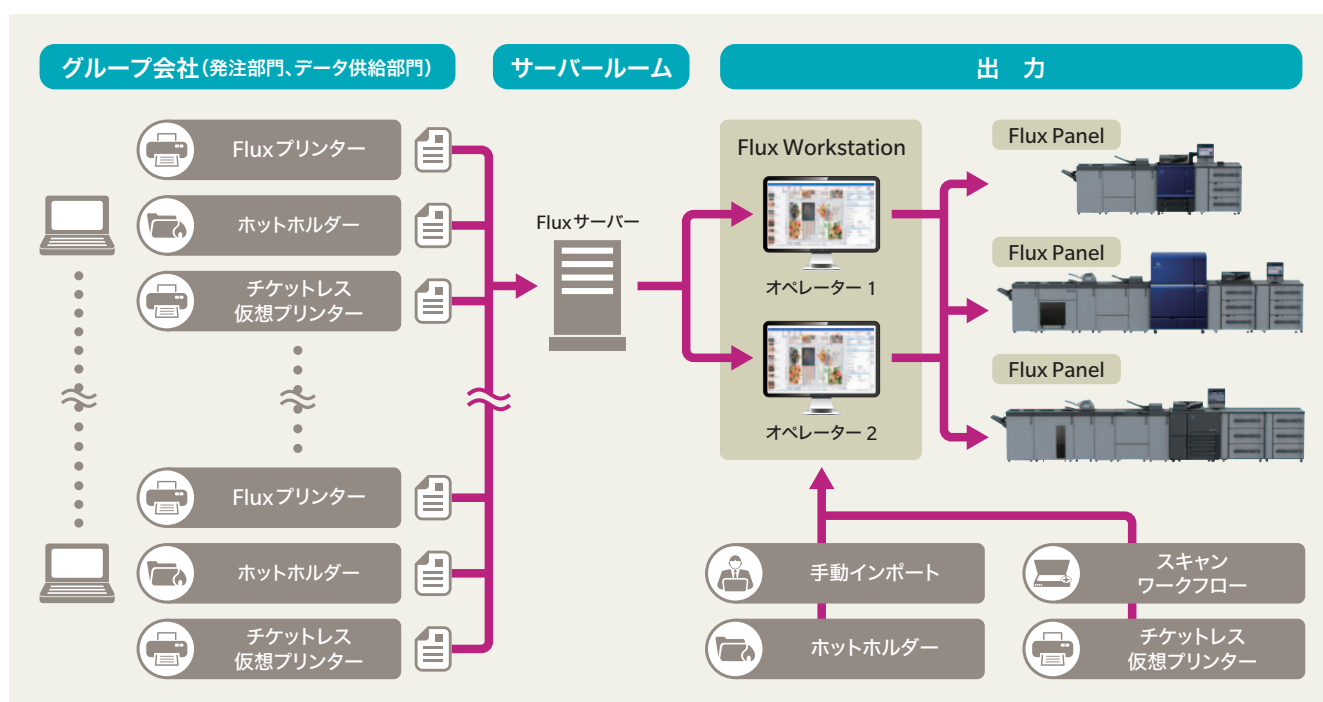 グループ会社（発注部門、データ供給部門）
サーバールーム
出　力
Fluxプリンター
ホットホルダー
チケットレス
仮想プリンター
Fluxプリンター
ホットホルダー
チケットレス
仮想プリンター
Fluxサーバー
Flux Workstation
オペレーター 1
オペレーター 2
Flux Panel
Flux Panel
Flux Panel
手動インポート
ホットホルダー
スキャン
ワークフロー
チケットレス
仮想プリンター